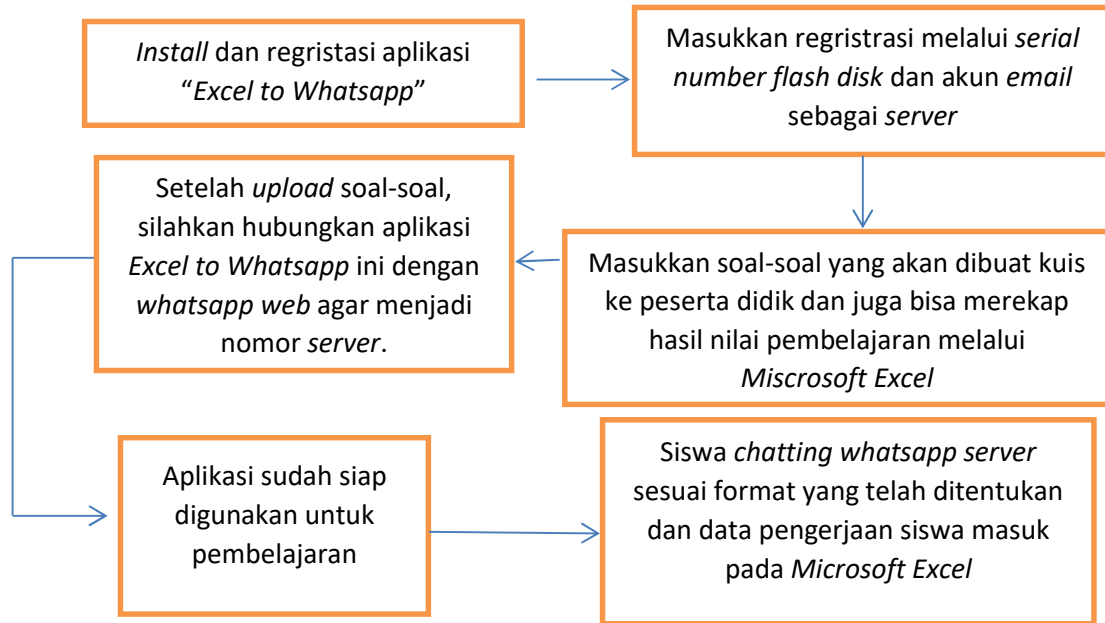 Install dan regristasi aplikasi
“Excel to Whatsapp”
Masukkan regristrasi melalui serial
number flash disk dan akun email
sebagai server
Masukkan soal-soal yang akan dibuat kuis
ke peserta didik dan juga bisa merekap
hasil nilai pembelajaran melalui
Miscrosoft Excel
Setelah upload soal-soal,
silahkan hubungkan aplikasi
Excel to Whatsapp ini dengan
whatsapp web agar menjadi
nomor server.
Aplikasi sudah siap
digunakan untuk
pembelajaran
Siswa chatting whatsapp server
sesuai format yang telah ditentukan
dan data pengerjaan siswa masuk
pada Microsoft Excel